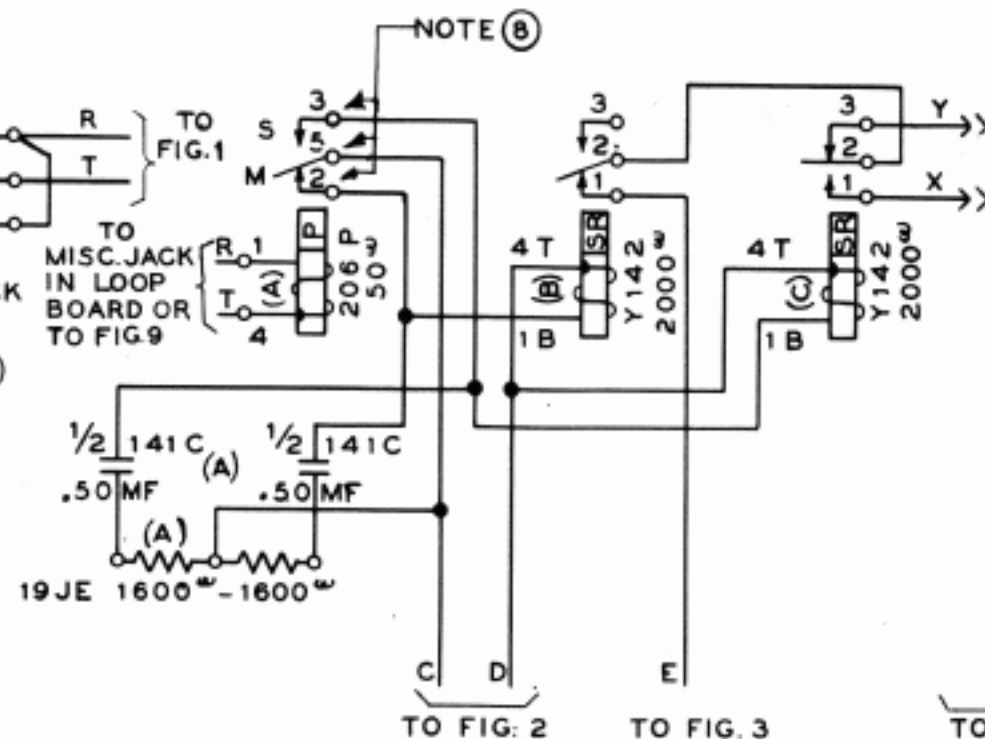 NOTE (8)
R
T
TO
FIG.1
3
S
5
M
2
3
2
1
3
Y
2
1
X
TO
MISC. JACK
IN LOOP
BOARD OR
TO FIG.9
R 1
T
4
(A)
P
206 P
50ω
4 T
(B)
1 B
SR
Y142
2000ω
4 T
(C)
1 B
SR
Y142
2000ω
1/2 141C
.50 MF
(A)
1/2 141C
.50 MF
(A)
19JE 1600ω-1600ω
C D E
TO FIG. 2
TO FIG. 3
TO